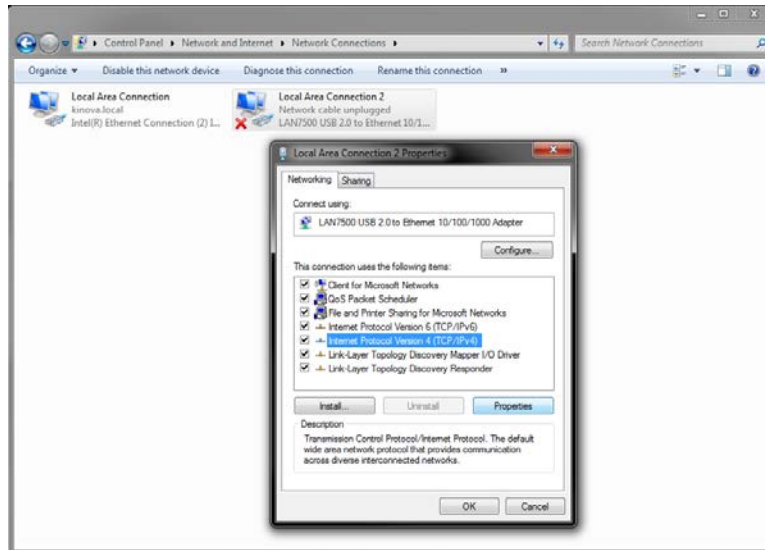 Control Panel ▸ Network and Internet ▸ Network Connections ▸
Search Network Connections
Organize
Disable this network device
Diagnose this connection
Rename this connection
»
Local Area Connection
kinova.local
Intel(R) Ethernet Connection (2) I...
Local Area Connection 2
Network cable unplugged
LAN7500 USB 2.0 to Ethernet 10/1...
Local Area Connection 2 Properties
Networking
Sharing
Connect using:
LAN7500 USB 2.0 to Ethernet 10/100/1000 Adapter
Configure...
This connection uses the following items:
Client for Microsoft Networks
QoS Packet Scheduler
File and Printer Sharing for Microsoft Networks
Internet Protocol Version 6 (TCP/IPv6)
Internet Protocol Version 4 (TCP/IPv4)
Link-Layer Topology Discovery Mapper I/O Driver
Link-Layer Topology Discovery Responder
Install...
Uninstall
Properties
Description
Transmission Control Protocol/Internet Protocol. The default
wide area network protocol that provides communication
across diverse interconnected networks.
OK
Cancel